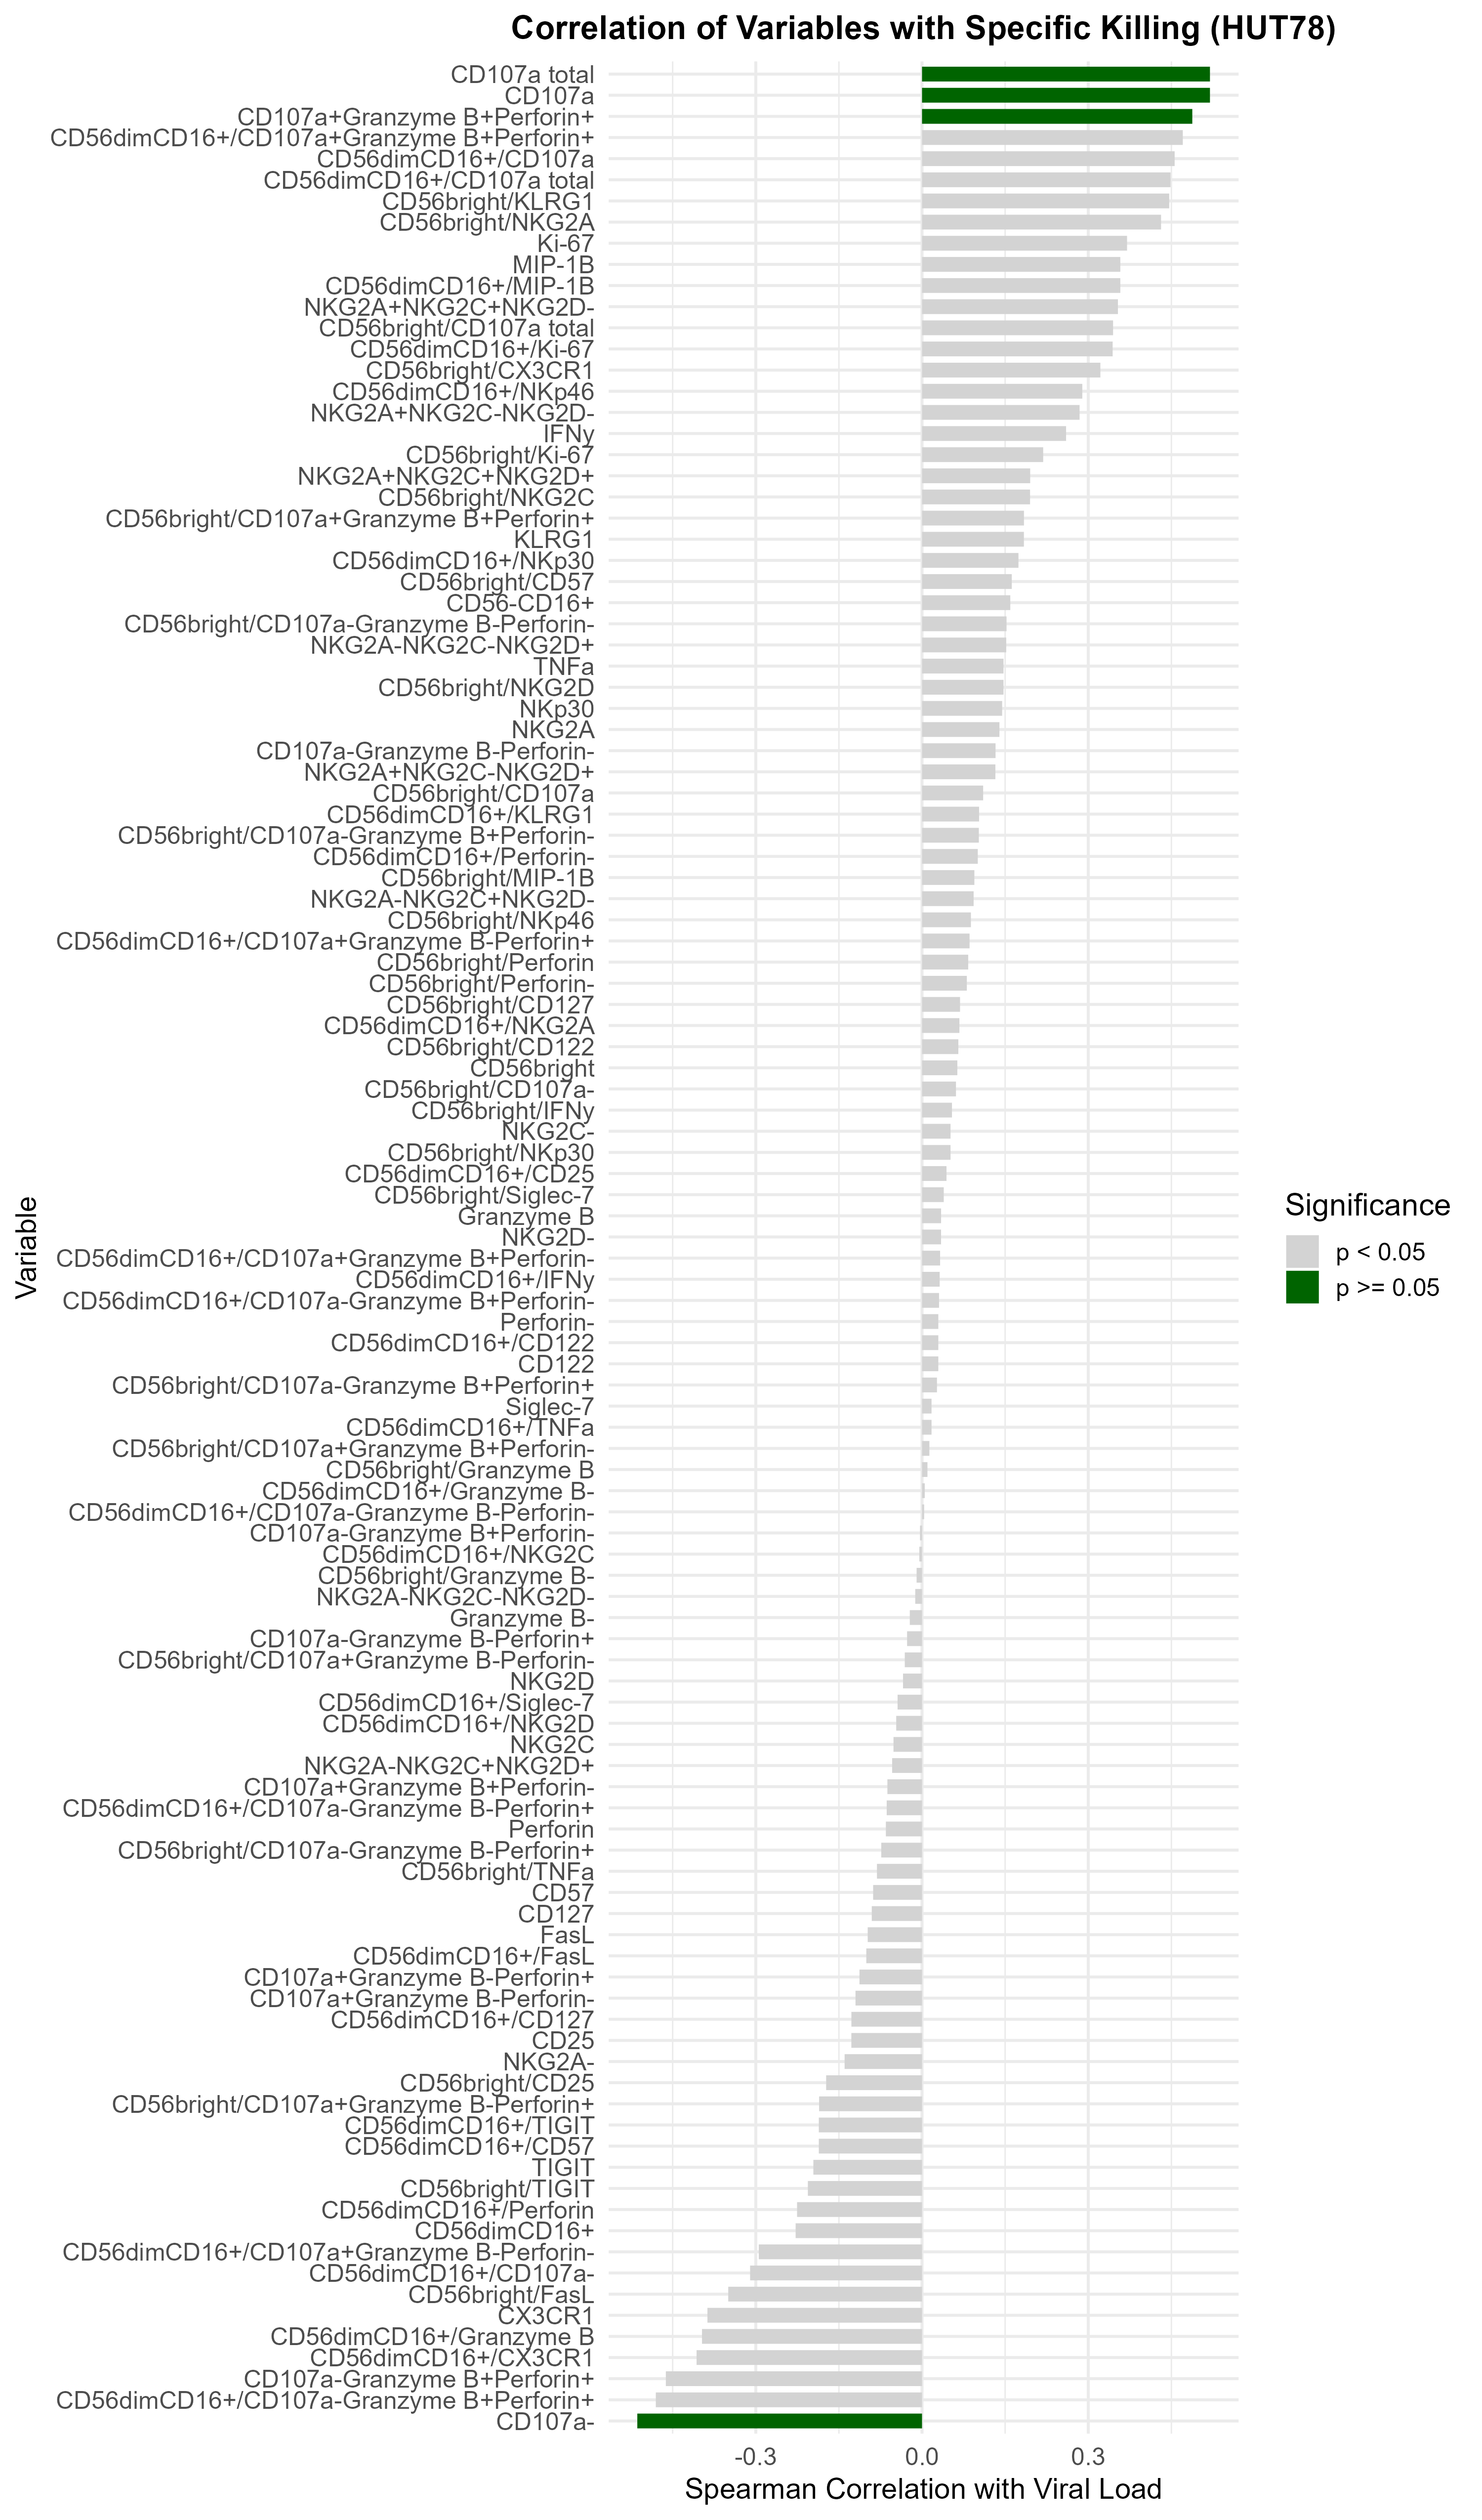 Correlation of Variables with Specific Killing (HUT78)
CD107a total
CD107a
CD107a+Granzyme B+Perforin+
CD56dimCD16+/CD107a+Granzyme B+Perforin+
CD56dimCD16+/CD107a
CD56dimCD16+/CD107a total
CD56bright/KLRG1
CD56bright/NKG2A
Ki-67
MIP-1B
CD56dimCD16+/MIP-1B
NKG2A+NKG2C+NKG2D-
CD56bright/CD107a total
CD56dimCD16+/Ki-67
CD56bright/CX3CR1
CD56dimCD16+/NKp46
NKG2A+NKG2C-NKG2D-
IFNy
CD56bright/Ki-67
NKG2A+NKG2C+NKG2D+
CD56bright/NKG2C
CD56bright/CD107a+Granzyme B+Perforin+
KLRG1
CD56dimCD16+/NKp30
CD56bright/CD57
CD56-CD16+
CD56bright/CD107a-Granzyme B-Perforin-
NKG2A-NKG2C-NKG2D+
TNFa
CD56bright/NKG2D
NKp30
NKG2A
CD107a-Granzyme B-Perforin-
NKG2A+NKG2C-NKG2D+
CD56bright/CD107a
CD56dimCD16+/KLRG1
CD56bright/CD107a-Granzyme B+Perforin-
CD56dimCD16+/Perforin-
CD56bright/MIP-1B
NKG2A-NKG2C+NKG2D-
CD56bright/NKp46
CD56dimCD16+/CD107a+Granzyme B-Perforin+
CD56bright/Perforin
CD56bright/Perforin-
CD56bright/CD127
CD56dimCD16+/NKG2A
CD56bright/CD122
CD56bright
CD56bright/CD107a-
CD56bright/IFNy
NKG2C-
CD56bright/NKp30
CD56dimCD16+/CD25
CD56bright/Siglec-7
Granzyme B
NKG2D-
CD56dimCD16+/CD107a+Granzyme B+Perforin-
CD56dimCD16+/IFNy
CD56dimCD16+/CD107a-Granzyme B+Perforin-
Perforin-
CD56dimCD16+/CD122
CD122
CD56bright/CD107a-Granzyme B+Perforin+
Siglec-7
CD56dimCD16+/TNFa
CD56bright/CD107a+Granzyme B+Perforin-
CD56bright/Granzyme B
CD56dimCD16+/Granzyme B-
CD56dimCD16+/CD107a-Granzyme B-Perforin-
CD107a-Granzyme B+Perforin-
CD56dimCD16+/NKG2C
CD56bright/Granzyme B-
NKG2A-NKG2C-NKG2D-
Granzyme B-
CD107a-Granzyme B-Perforin+
CD56bright/CD107a+Granzyme B-Perforin-
NKG2D
CD56dimCD16+/Siglec-7
CD56dimCD16+/NKG2D
NKG2C
NKG2A-NKG2C+NKG2D+
CD107a+Granzyme B+Perforin-
CD56dimCD16+/CD107a-Granzyme B-Perforin+
Perforin
CD56bright/CD107a-Granzyme B-Perforin+
CD56bright/TNFa
CD57
CD127
FasL
CD56dimCD16+/FasL
CD107a+Granzyme B-Perforin+
CD107a+Granzyme B-Perforin-
CD56dimCD16+/CD127
CD25
NKG2A-
CD56bright/CD25
CD56bright/CD107a+Granzyme B-Perforin+
CD56dimCD16+/TIGIT
CD56dimCD16+/CD57
TIGIT
CD56bright/TIGIT
CD56dimCD16+/Perforin
CD56dimCD16+
CD56dimCD16+/CD107a+Granzyme B-Perforin-
CD56dimCD16+/CD107a-
CD56bright/FasL
CX3CR1
CD56dimCD16+/Granzyme B
CD56dimCD16+/CX3CR1
CD107a-Granzyme B+Perforin+
CD56dimCD16+/CD107a-Granzyme B+Perforin+
CD107a-
Variable
-0.3 0.0 0.3
Spearman Correlation with Viral Load
Significance
p < 0.05
p >= 0.05